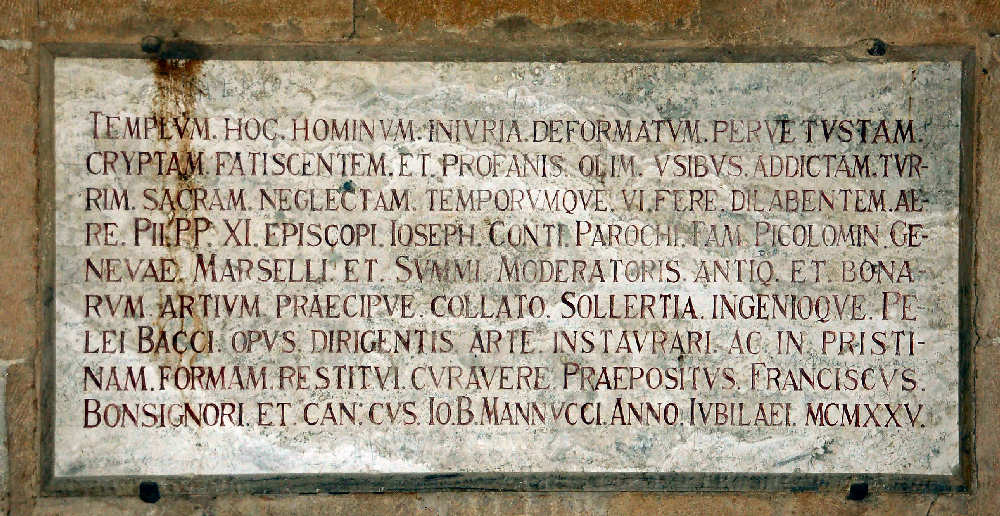 TEMPLVM. HOC. HOMINVM. INIVRIA. DEFORMATVM. PERVETVSTAM.
CRYPTAM. FATISCENTEM. ET. PROFANIS. OLIM. VSIBVS. ADDICTAM. TVR-
RIM. SACRAM. NEGLECTAM. TEMPORVMQVE. VI. FERE. DILABENTEM. AE-
RE. PII. PP. XI. EPISCOPI. IOSEPH. CONTI. PAROCHI. FAM. PICOLOMIN. GE-
NEVAE. MARSELLI. ET. SVMMI. MODERATORIS. ANTIQ. ET. BONA-
RVM. ARTIVM. PRAECIPVE. COLLATO. SOLLERTIA. INGENIOQVE. PE-
LEI. BACCI. OPVS. DIRIGENTIS. ARTE. INSTAVRARI. AC. IN. PRISTI-
NAM. FORMAM. RESTITVI. CVRAVERE. PRAEPOSITVS. FRANCISCVS.
BONSIGNORI. ET. CAN.CVS. IO.B. MANNVCCI. ANNO. IVBILAEI. MCMXXV.